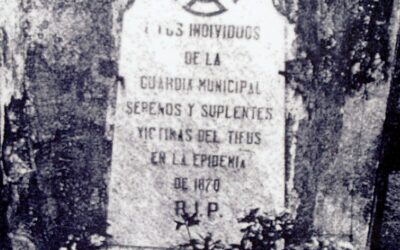 LOS INDIVIDUOS
DE LA
GUARDIA MUNICIPAL
SERENOS Y SUPLENTES
VICTIMAS DEL TIFUS
EN LA EPIDEMIA
DE 1870
R.I.P.